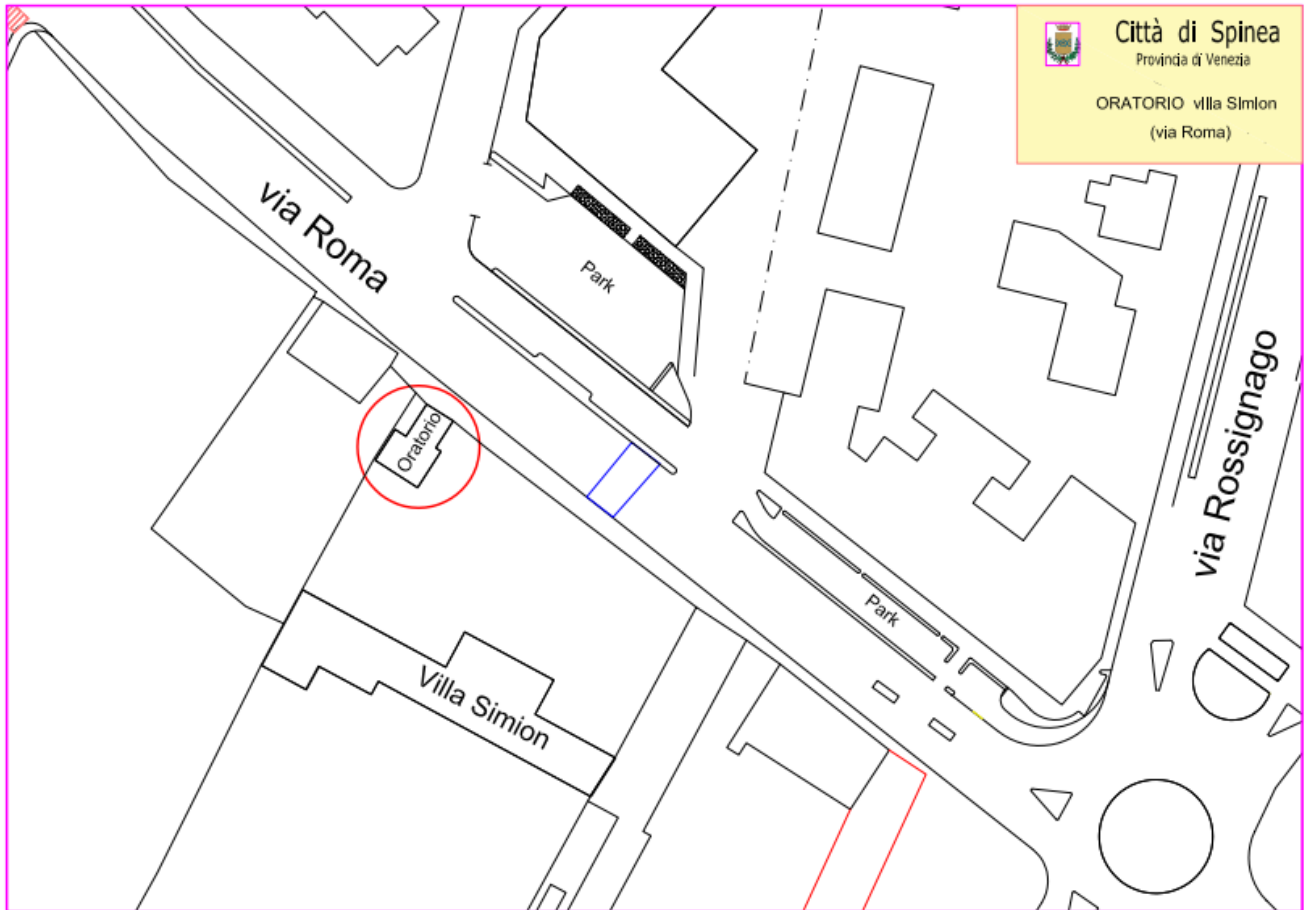 Città di Spinea
Provincia di Venezia
ORATORIO villa Simion
(via Roma)
via Roma
Park
Oratorio
via Rossignago
Park
Villa Simion